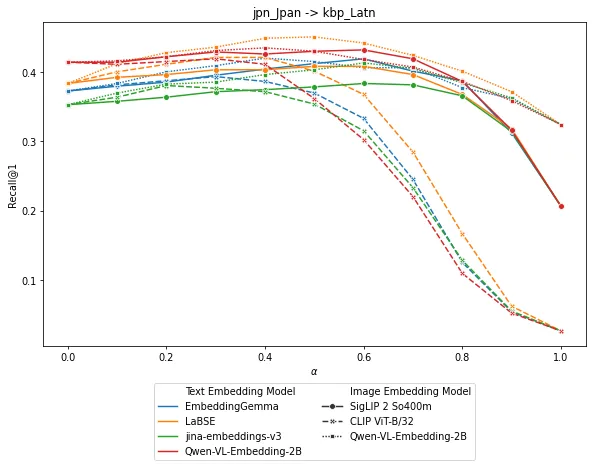 jpn_Jpan -> kbp_Latn
Recall@1
0.4
0.3
0.2
0.1
0.0 0.2 0.4 0.6 0.8 1.0
α
Text Embedding Model Image Embedding Model
EmbeddingGemma SigLIP 2 So400m
LaBSE CLIP ViT-B/32
jina-embeddings-v3 Qwen-VL-Embedding-2B
Qwen-VL-Embedding-2B